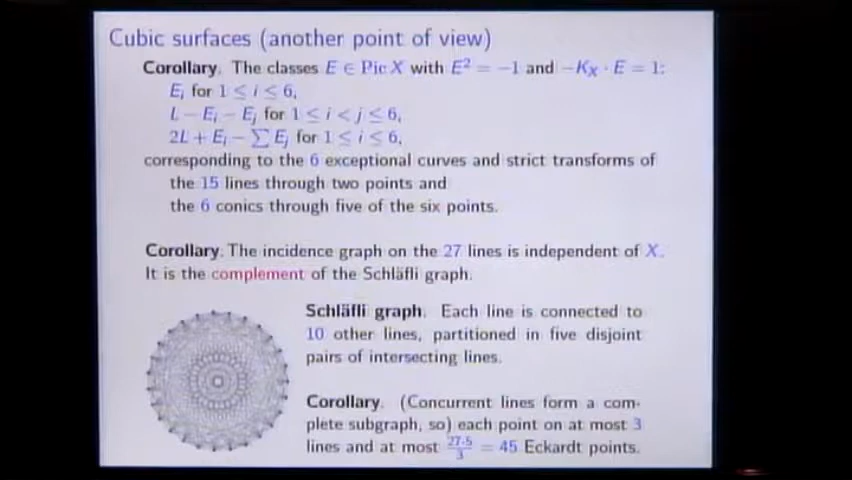 Cubic surfaces (another point of view)
Corollary. The classes E ∈ Pic X with E² = −1 and −K_X · E = 1:
E_i for 1 ≤ i ≤ 6,
L − E_i − E_j for 1 ≤ i < j ≤ 6,
2L + E_i − ∑ E_j for 1 ≤ i ≤ 6,
corresponding to the 6 exceptional curves and strict transforms of
the 15 lines through two points and
the 6 conics through five of the six points.
Corollary. The incidence graph on the 27 lines is independent of X.
It is the complement of the Schläfli graph.
Schläfli graph. Each line is connected to
10 other lines, partitioned in five disjoint
pairs of intersecting lines.
Corollary. (Concurrent lines form a com-
plete subgraph, so) each point on at most 3
lines and at most 27·5/3 = 45 Eckardt points.